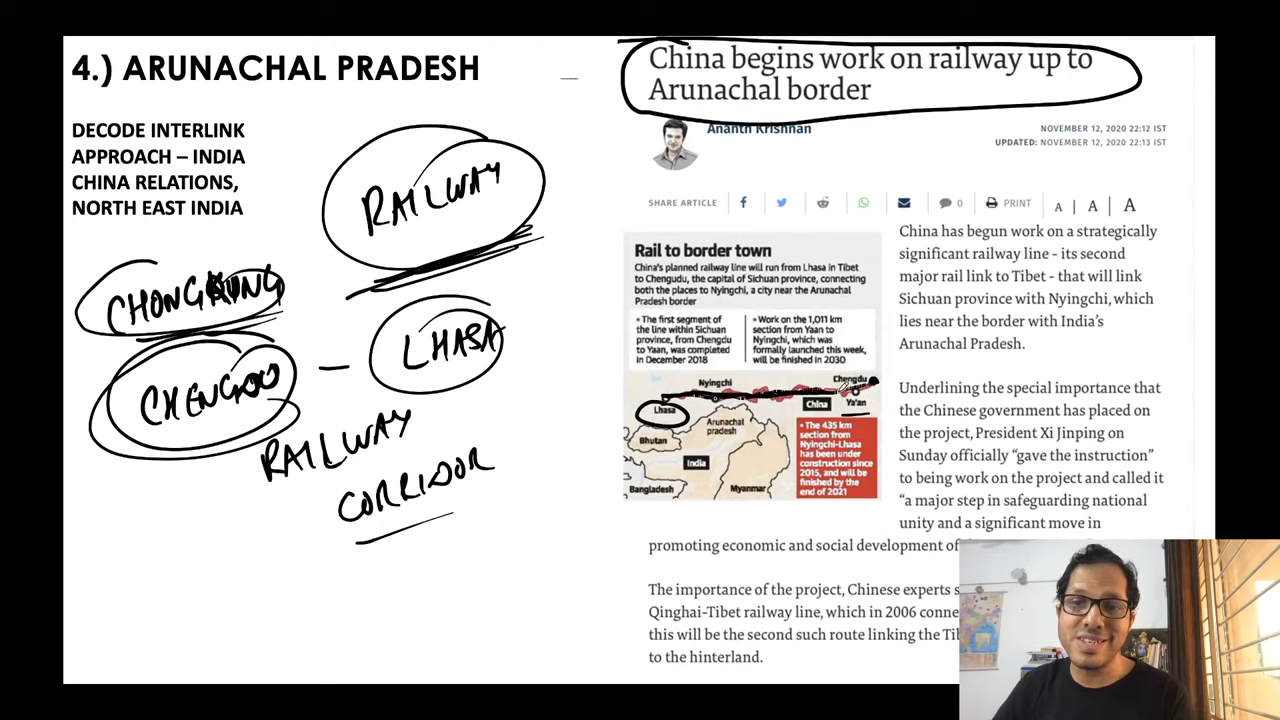 4.) ARUNACHAL PRADESH
DECODE INTERLINK
APPROACH – INDIA
CHINA RELATIONS,
NORTH EAST INDIA
RAILWAY
CHONGKUNG
CHENGDU
– LHASA
RAILWAY
CORRIDOR
China begins work on railway up to
Arunachal border
Ananth Krishnan
NOVEMBER 12, 2020 22:12 IST
UPDATED: NOVEMBER 12, 2020 22:13 IST
SHARE ARTICLE
0
PRINT
A | A | A
Rail to border town
China's planned railway line will run from Lhasa in Tibet
to Chengdu, the capital of Sichuan province, connecting
both the places to Nyingchi, a city near the Arunachal
Pradesh border
• The first segment of
the line within Sichuan
province, from Chengdu
to Yaan, was completed
in December 2018
• Work on the 1,011 km
section from Yaan to
Nyingchi, which was
formally launched this week,
will be finished in 2030
Nyingchi
Chengdu
Lhasa
China
Ya'an
Arunachal
pradesh
Bhutan
India
Bangladesh
Myanmar
• The 435 km
section from
Nyingchi-Lhasa
has been under
construction since
2015, and will be
finished by the
end of 2021
China has begun work on a strategically
significant railway line - its second
major rail link to Tibet - that will link
Sichuan province with Nyingchi, which
lies near the border with India's
Arunachal Pradesh.
Underlining the special importance that
the Chinese government has placed on
the project, President Xi Jinping on
Sunday officially “gave the instruction”
to being work on the project and called it
“a major step in safeguarding national
unity and a significant move in
promoting economic and social development of
The importance of the project, Chinese experts s
Qinghai-Tibet railway line, which in 2006 conne
this will be the second such route linking the Tib
to the hinterland.